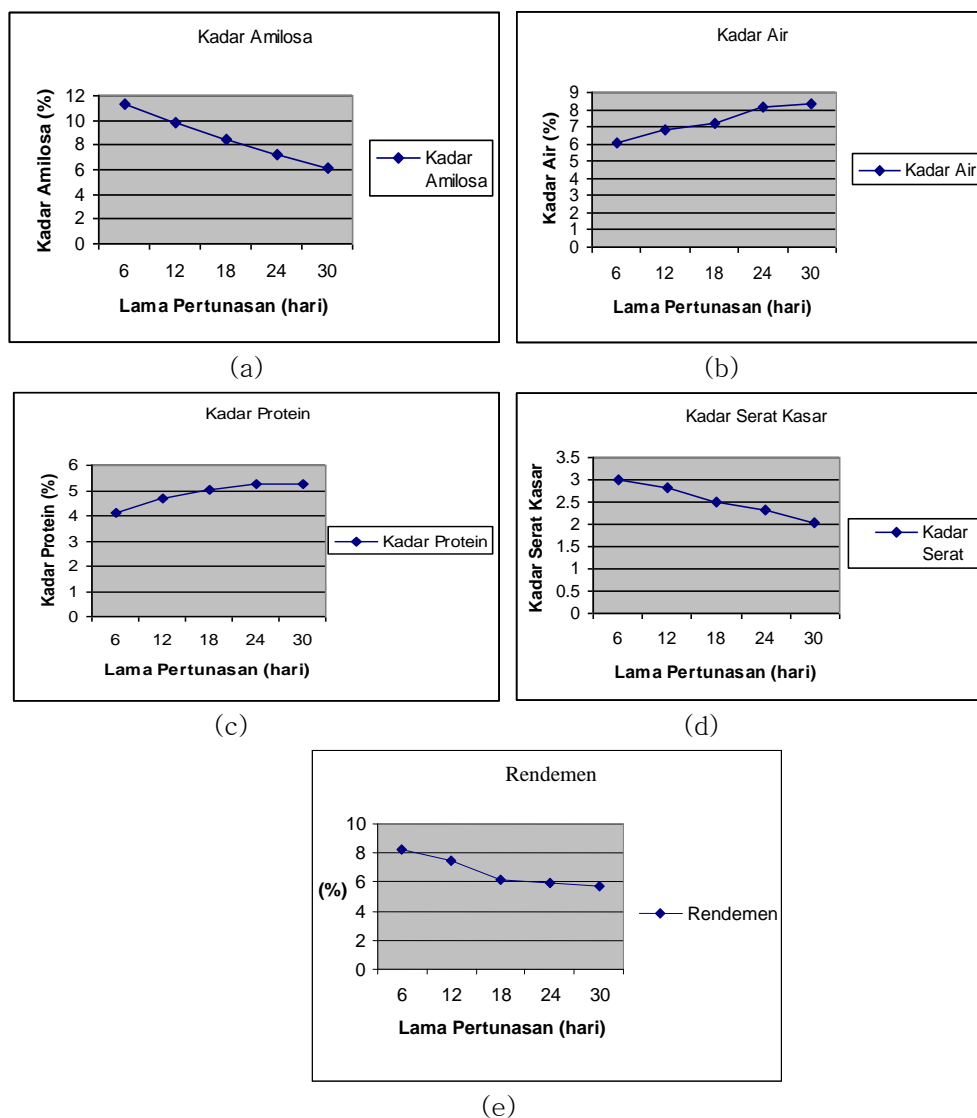 Kadar Amilosa
Kadar Amilosa (%)
12
10
8
6
4
2
0
6 12 18 24 30
Lama Pertunasan (hari)
Kadar
Amilosa
(a)
Kadar Air
Kadar Air (%)
9
8
7
6
5
4
3
2
1
0
6 12 18 24 30
Lama Pertunasan (hari)
Kadar Air
(b)
Kadar Protein
Kadar Protein (%)
6
5
4
3
2
1
0
6 12 18 24 30
Lama Pertunasan (hari)
Kadar Protein
(c)
Kadar Serat Kasar
Kadar Serat Kasar
3.5
3
2.5
2
1.5
1
0.5
0
6 12 18 24 30
Lama Pertunasan (hari)
Kadar
Serat
(d)
Rendemen
(%)
10
8
6
4
2
0
6 12 18 24 30
Lama Pertunasan (hari)
Rendemen
(e)